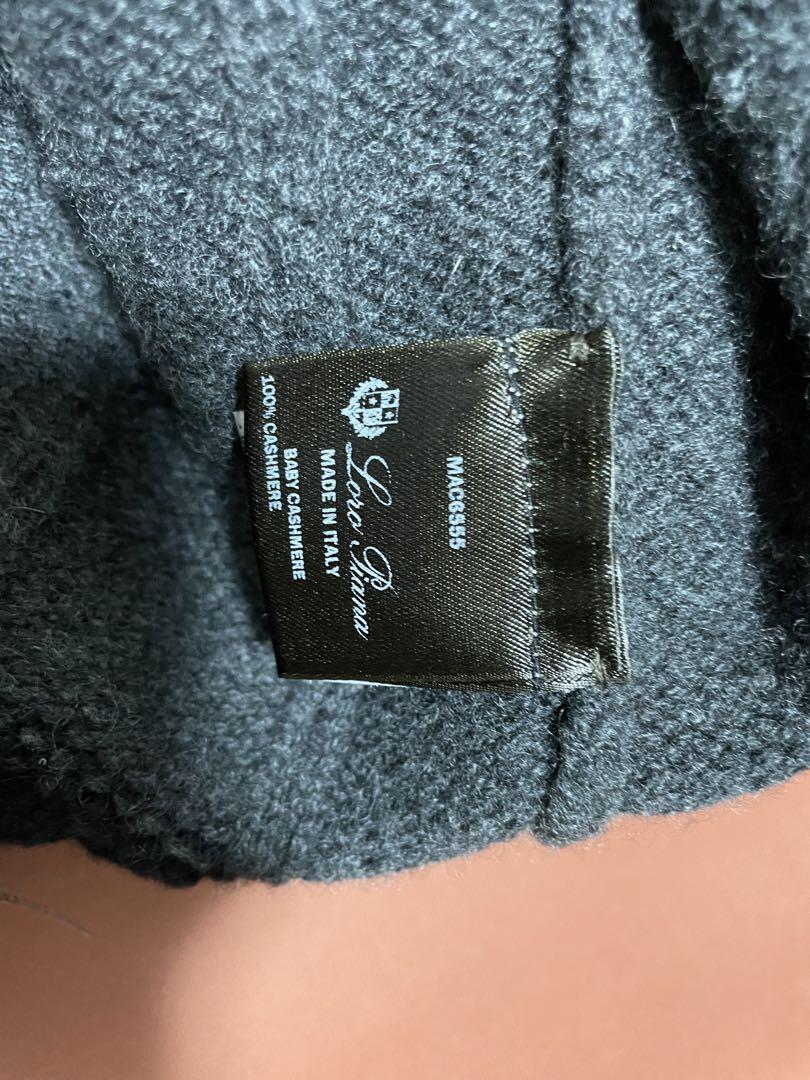 MAC6555
Loro Piana
MADE IN ITALY
BABY CASHMERE
100% CASHMERE